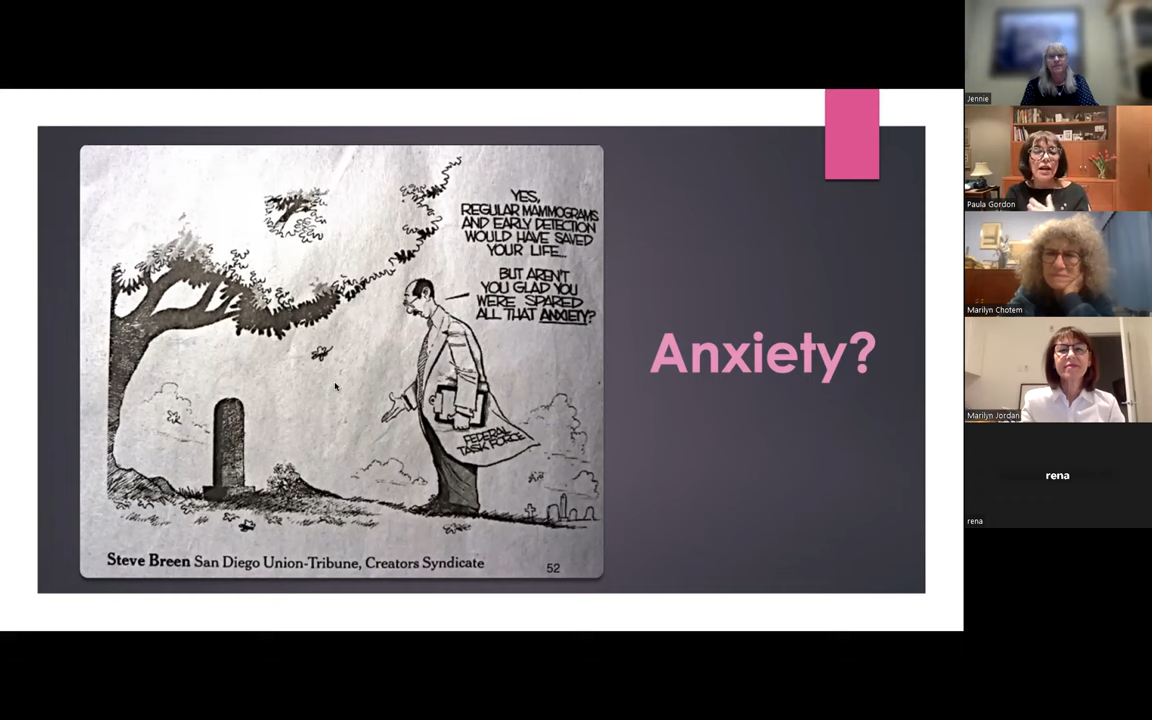 YES,
REGULAR MAMMOGRAMS
AND EARLY DETECTION
WOULD HAVE SAVED
YOUR LIFE...
BUT AREN'T
YOU GLAD YOU
WERE SPARED
ALL THAT ANXIETY?
FEDERAL
TASK FORCE
Steve Breen San Diego Union-Tribune, Creators Syndicate
52
Anxiety?
Jennie
Paula Gordon
Marilyn Chotem
Marilyn Jordan
rena
rena